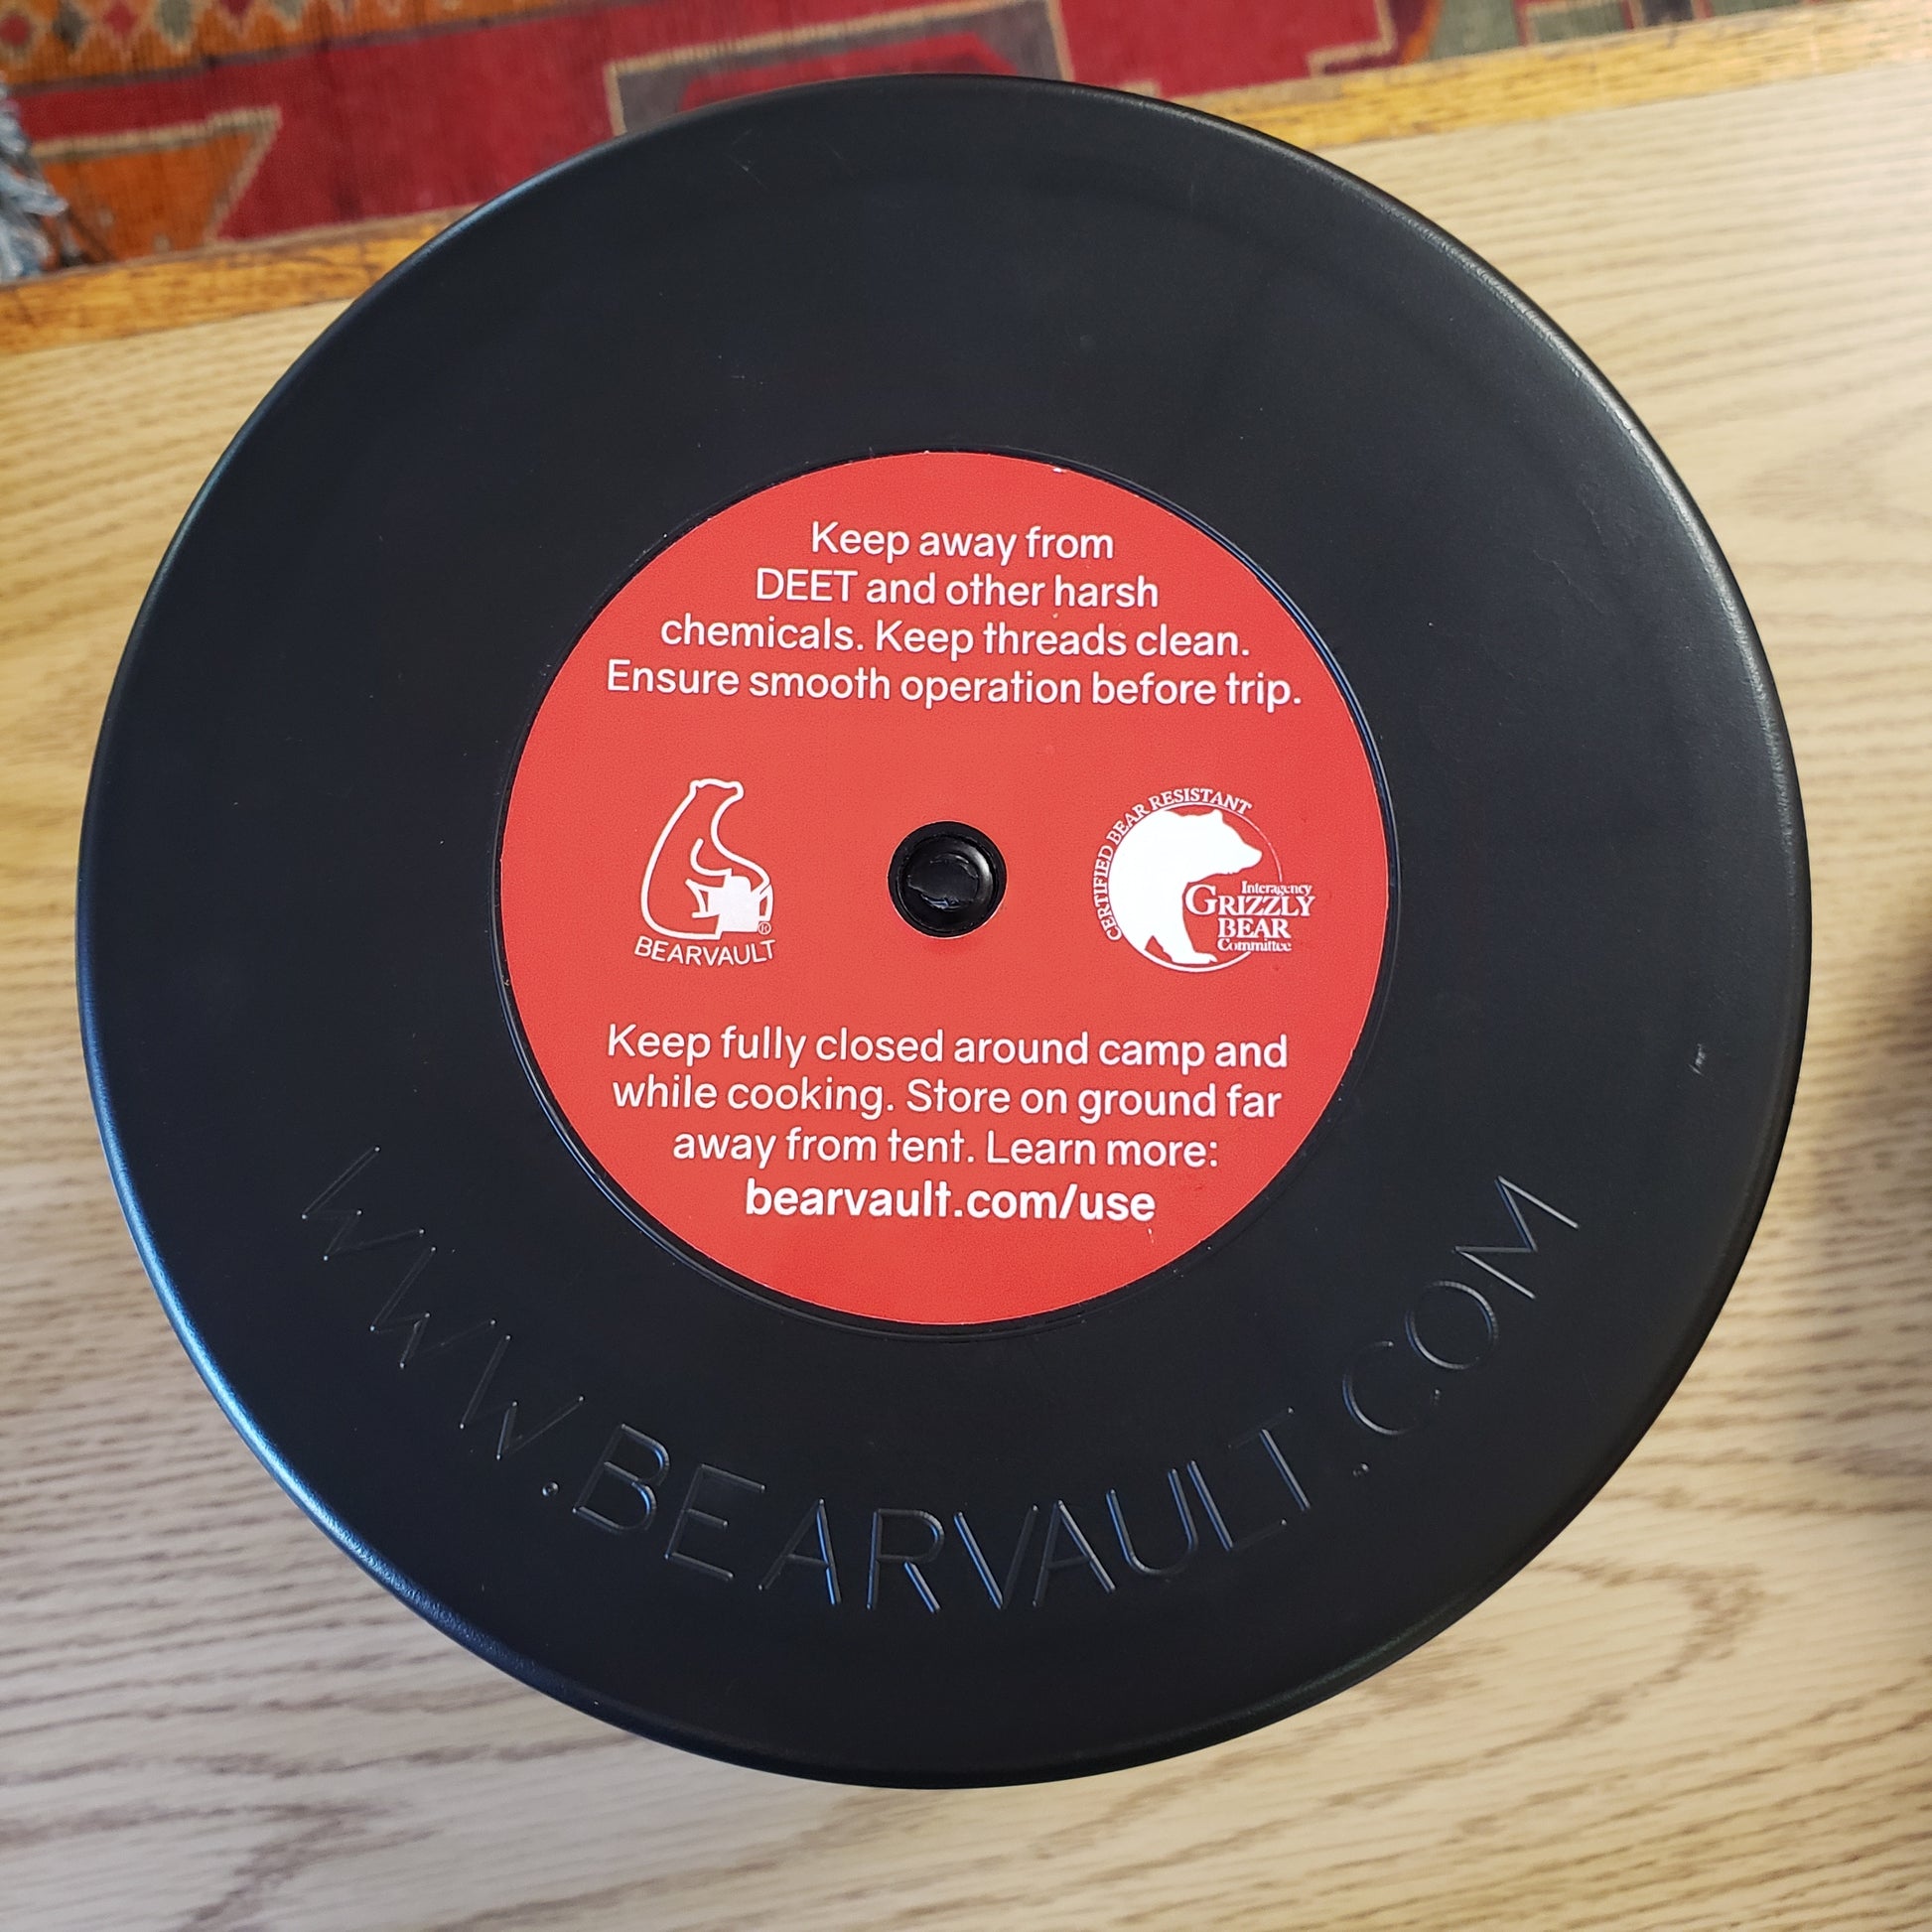 Keep away from
DEET and other harsh
chemicals. Keep threads clean.
Ensure smooth operation before trip.
BEARVAULT®
CERTIFIED BEAR RESISTANT
Interagency
GRIZZLY
BEAR
Committee
Keep fully closed around camp and
while cooking. Store on ground far
away from tent. Learn more:
bearvault.com/use
WWW.BEARVAULT.COM